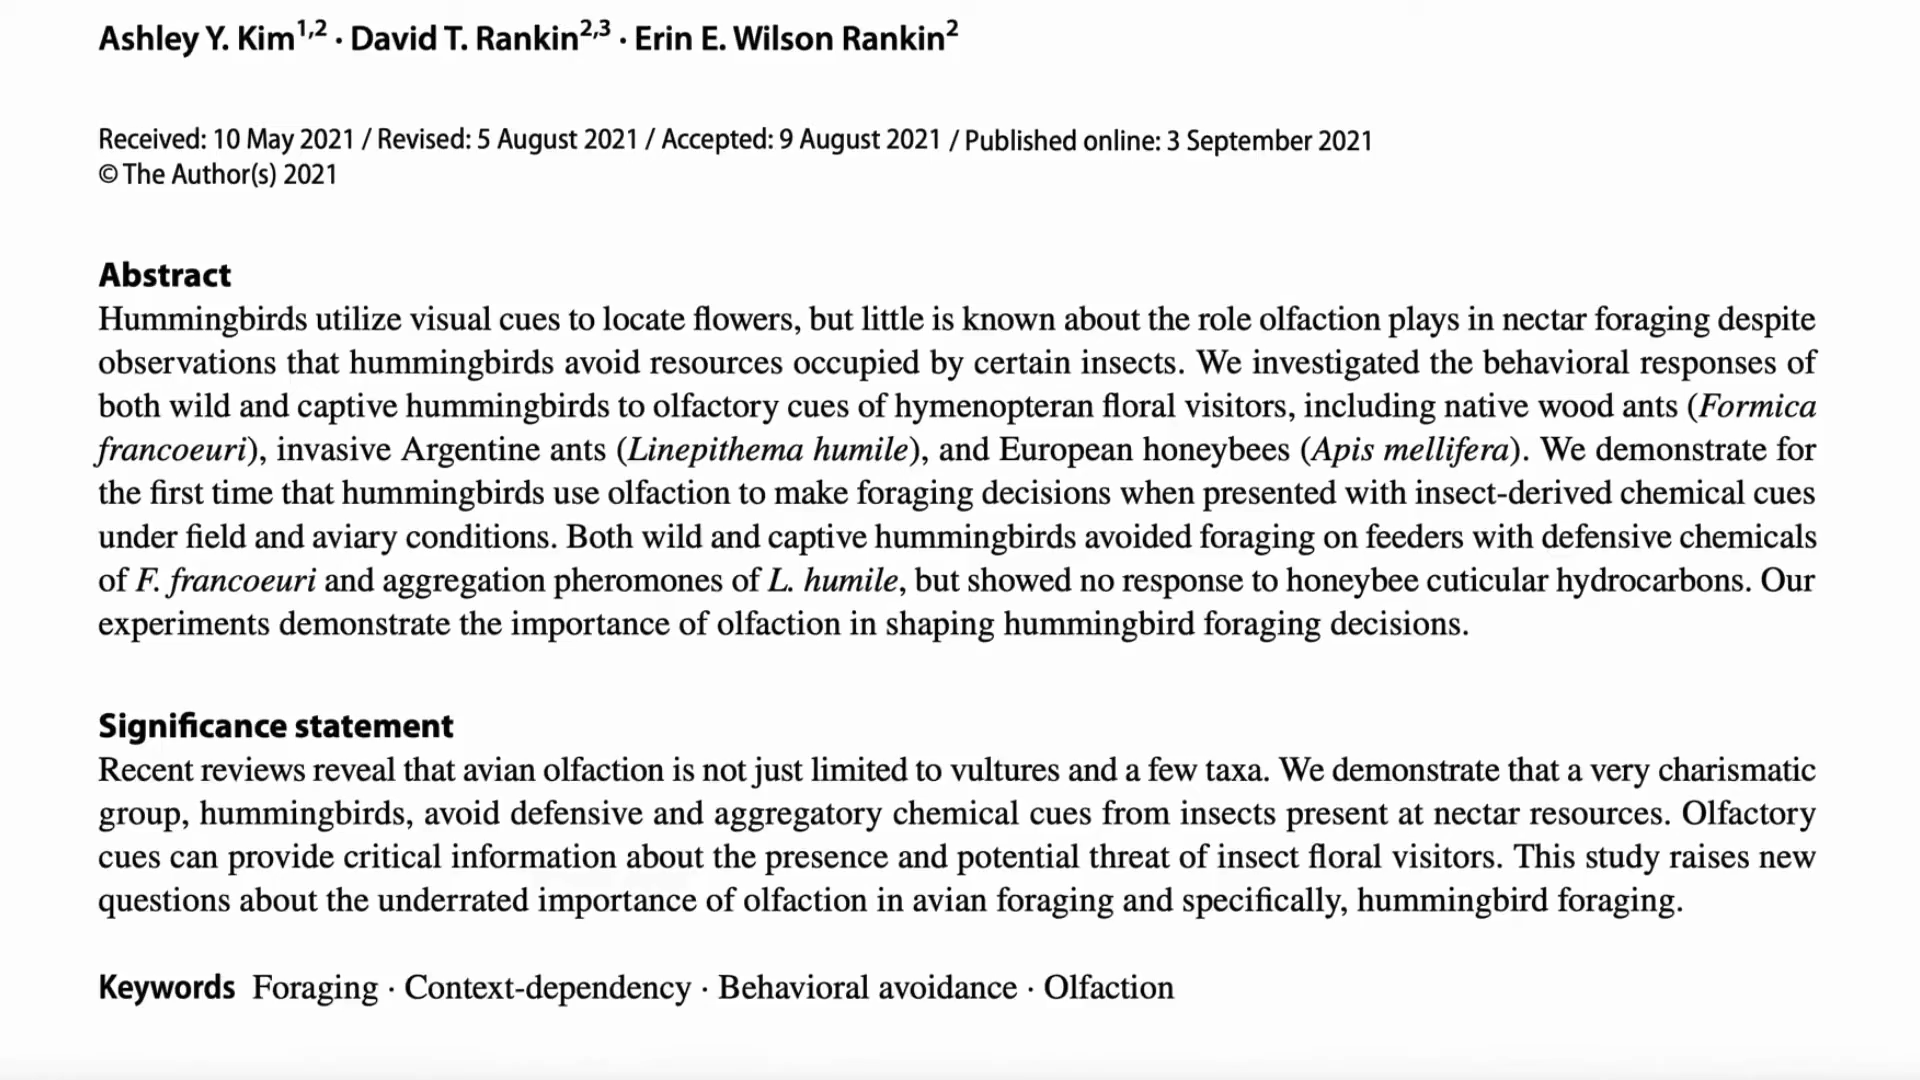 Ashley Y. Kim1,2 · David T. Rankin2,3 · Erin E. Wilson Rankin2
Received: 10 May 2021 / Revised: 5 August 2021 / Accepted: 9 August 2021 / Published online: 3 September 2021
© The Author(s) 2021
Abstract
Hummingbirds utilize visual cues to locate flowers, but little is known about the role olfaction plays in nectar foraging despite
observations that hummingbirds avoid resources occupied by certain insects. We investigated the behavioral responses of
both wild and captive hummingbirds to olfactory cues of hymenopteran floral visitors, including native wood ants (Formica
francoeuri), invasive Argentine ants (Linepithema humile), and European honeybees (Apis mellifera). We demonstrate for
the first time that hummingbirds use olfaction to make foraging decisions when presented with insect-derived chemical cues
under field and aviary conditions. Both wild and captive hummingbirds avoided foraging on feeders with defensive chemicals
of F. francoeuri and aggregation pheromones of L. humile, but showed no response to honeybee cuticular hydrocarbons. Our
experiments demonstrate the importance of olfaction in shaping hummingbird foraging decisions.
Significance statement
Recent reviews reveal that avian olfaction is not just limited to vultures and a few taxa. We demonstrate that a very charismatic
group, hummingbirds, avoid defensive and aggregatory chemical cues from insects present at nectar resources. Olfactory
cues can provide critical information about the presence and potential threat of insect floral visitors. This study raises new
questions about the underrated importance of olfaction in avian foraging and specifically, hummingbird foraging.
Keywords Foraging · Context-dependency · Behavioral avoidance · Olfaction